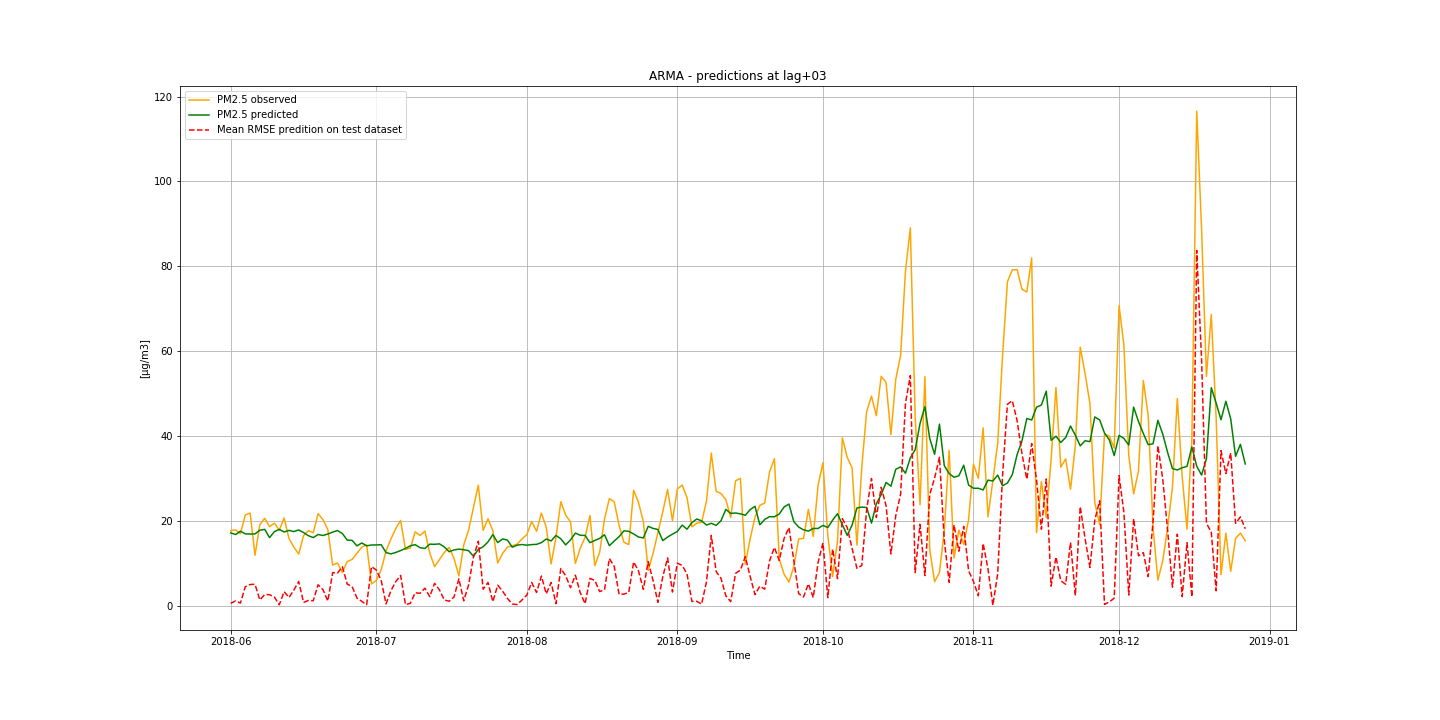 ARMA - predictions at lag+03
PM2.5 observed
PM2.5 predicted
Mean RMSE predition on test dataset
120
100
80
60
40
20
0
[µg/m3]
2018-06 2018-07 2018-08 2018-09 2018-10 2018-11 2018-12 2019-01
Time